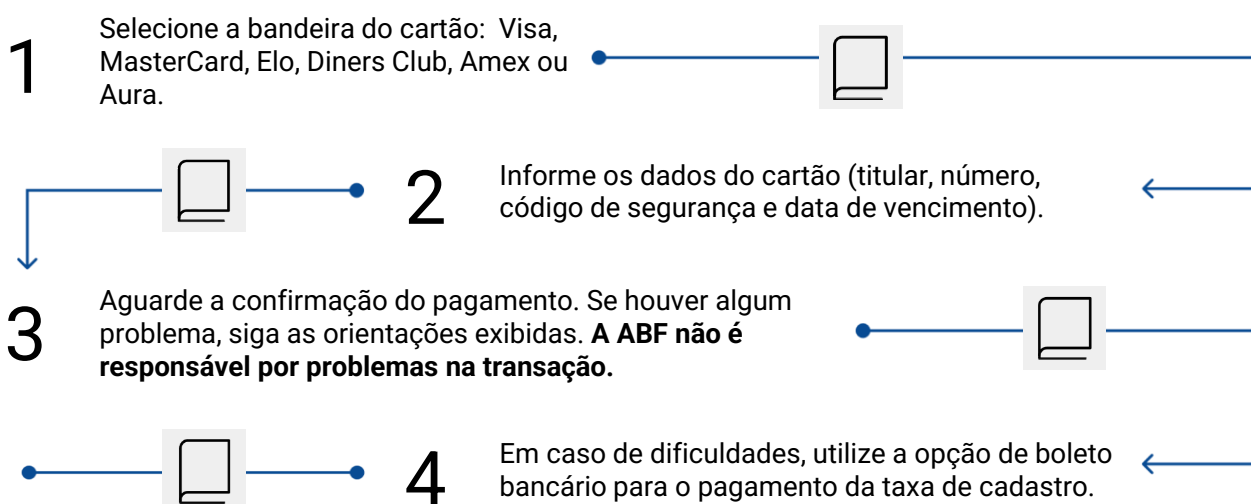 1
Selecione a bandeira do cartão: Visa,
MasterCard, Elo, Diners Club, Amex ou
Aura.
2
Informe os dados do cartão (titular, número,
código de segurança e data de vencimento).
3
Aguarde a confirmação do pagamento. Se houver algum
problema, siga as orientações exibidas. A ABF não é
responsável por problemas na transação.
4
Em caso de dificuldades, utilize a opção de boleto
bancário para o pagamento da taxa de cadastro.